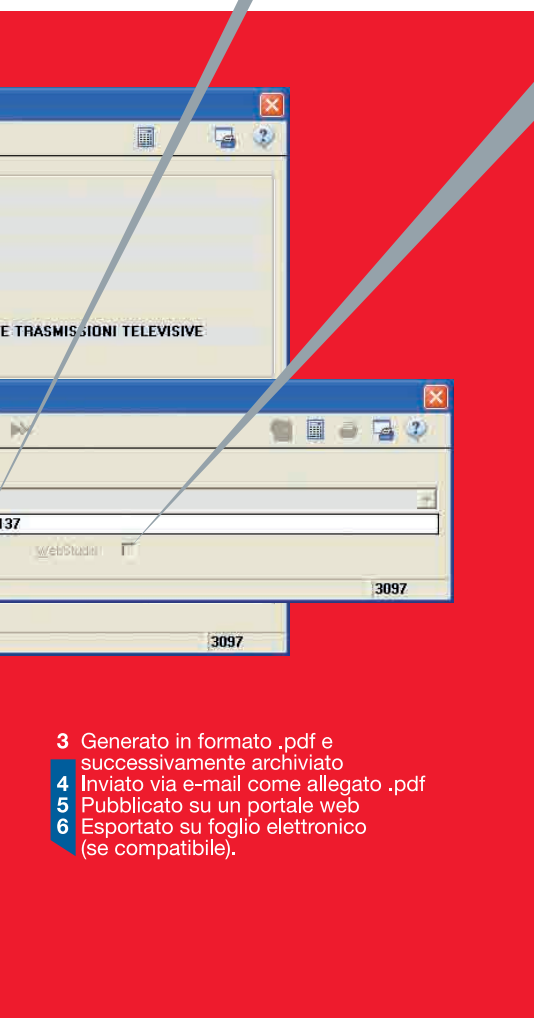 E TRASMISSIONI TELEVISIVE
137
WebStudio
3097
3097
3 Generato in formato .pdf e
successivamente archiviato
4 Inviato via e-mail come allegato .pdf
5 Pubblicato su un portale web
6 Esportato su foglio elettronico
(se compatibile).